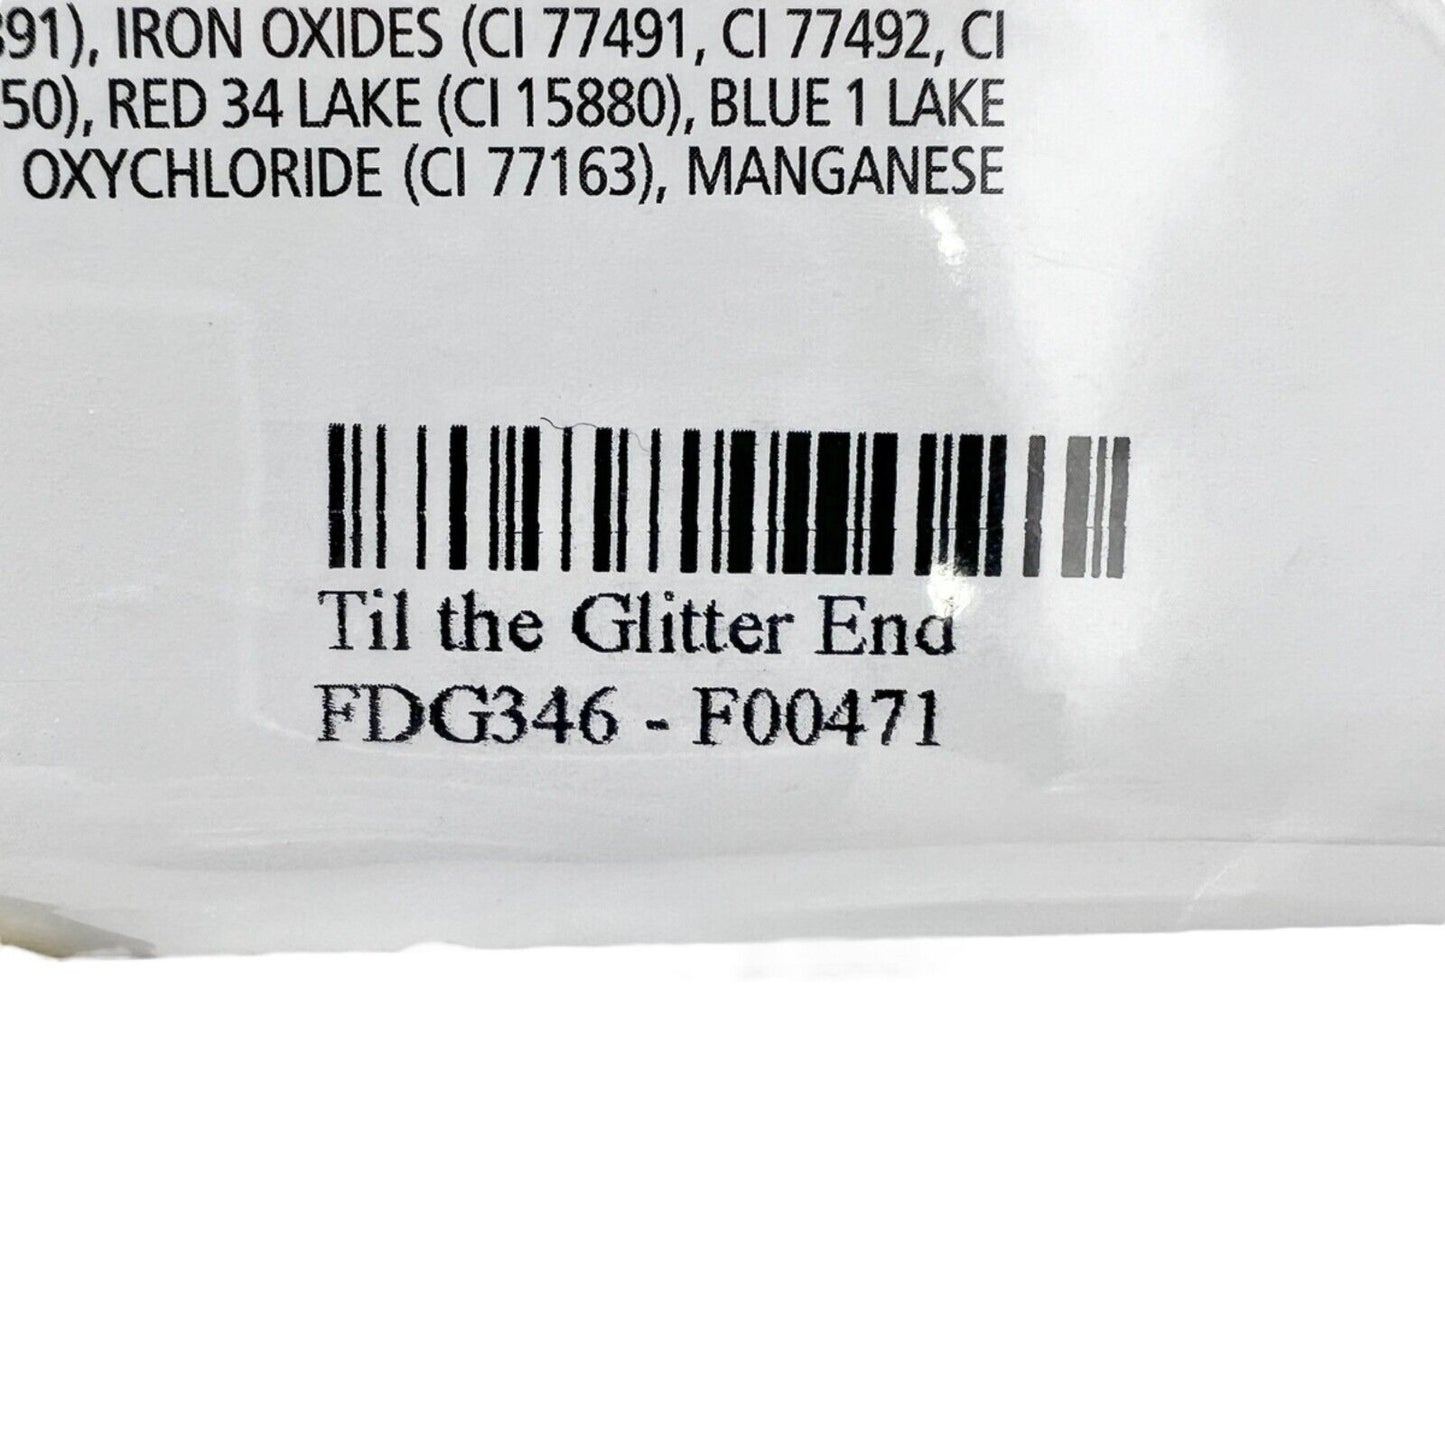 891), IRON OXIDES (CI 77491, CI 77492, CI
50), RED 34 LAKE (CI 15880), BLUE 1 LAKE
OXYCHLORIDE (CI 77163), MANGANESE
Til the Glitter End
FDG346 - F00471